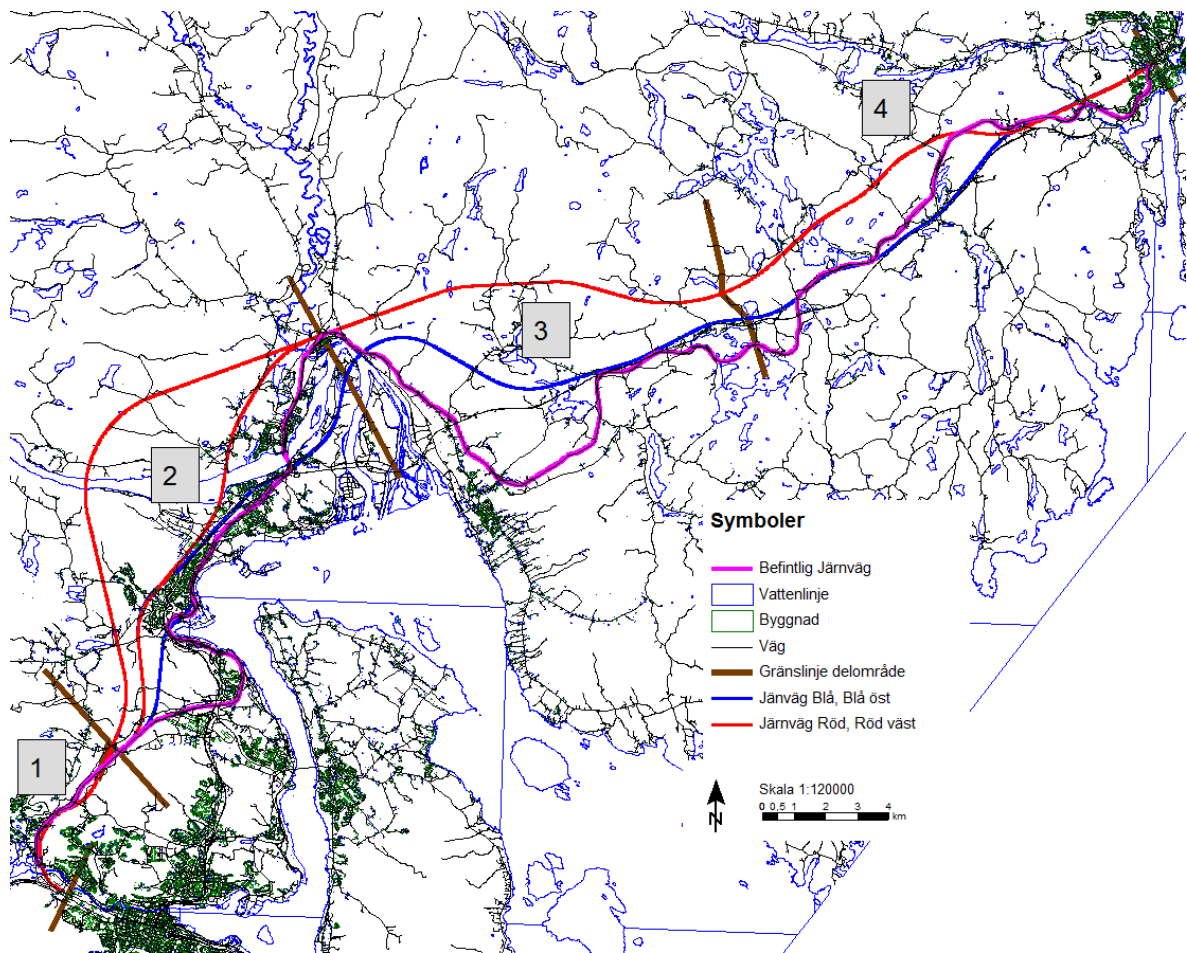 4
3
2
1
Symboler
Befintlig Järnväg
Vattenlinje
Byggnad
Väg
Gränslinje delområde
Jänväg Blå, Blå öst
Järnväg Röd, Röd väst
N
Skala 1:120000
0 0,5 1 2 3 4
km